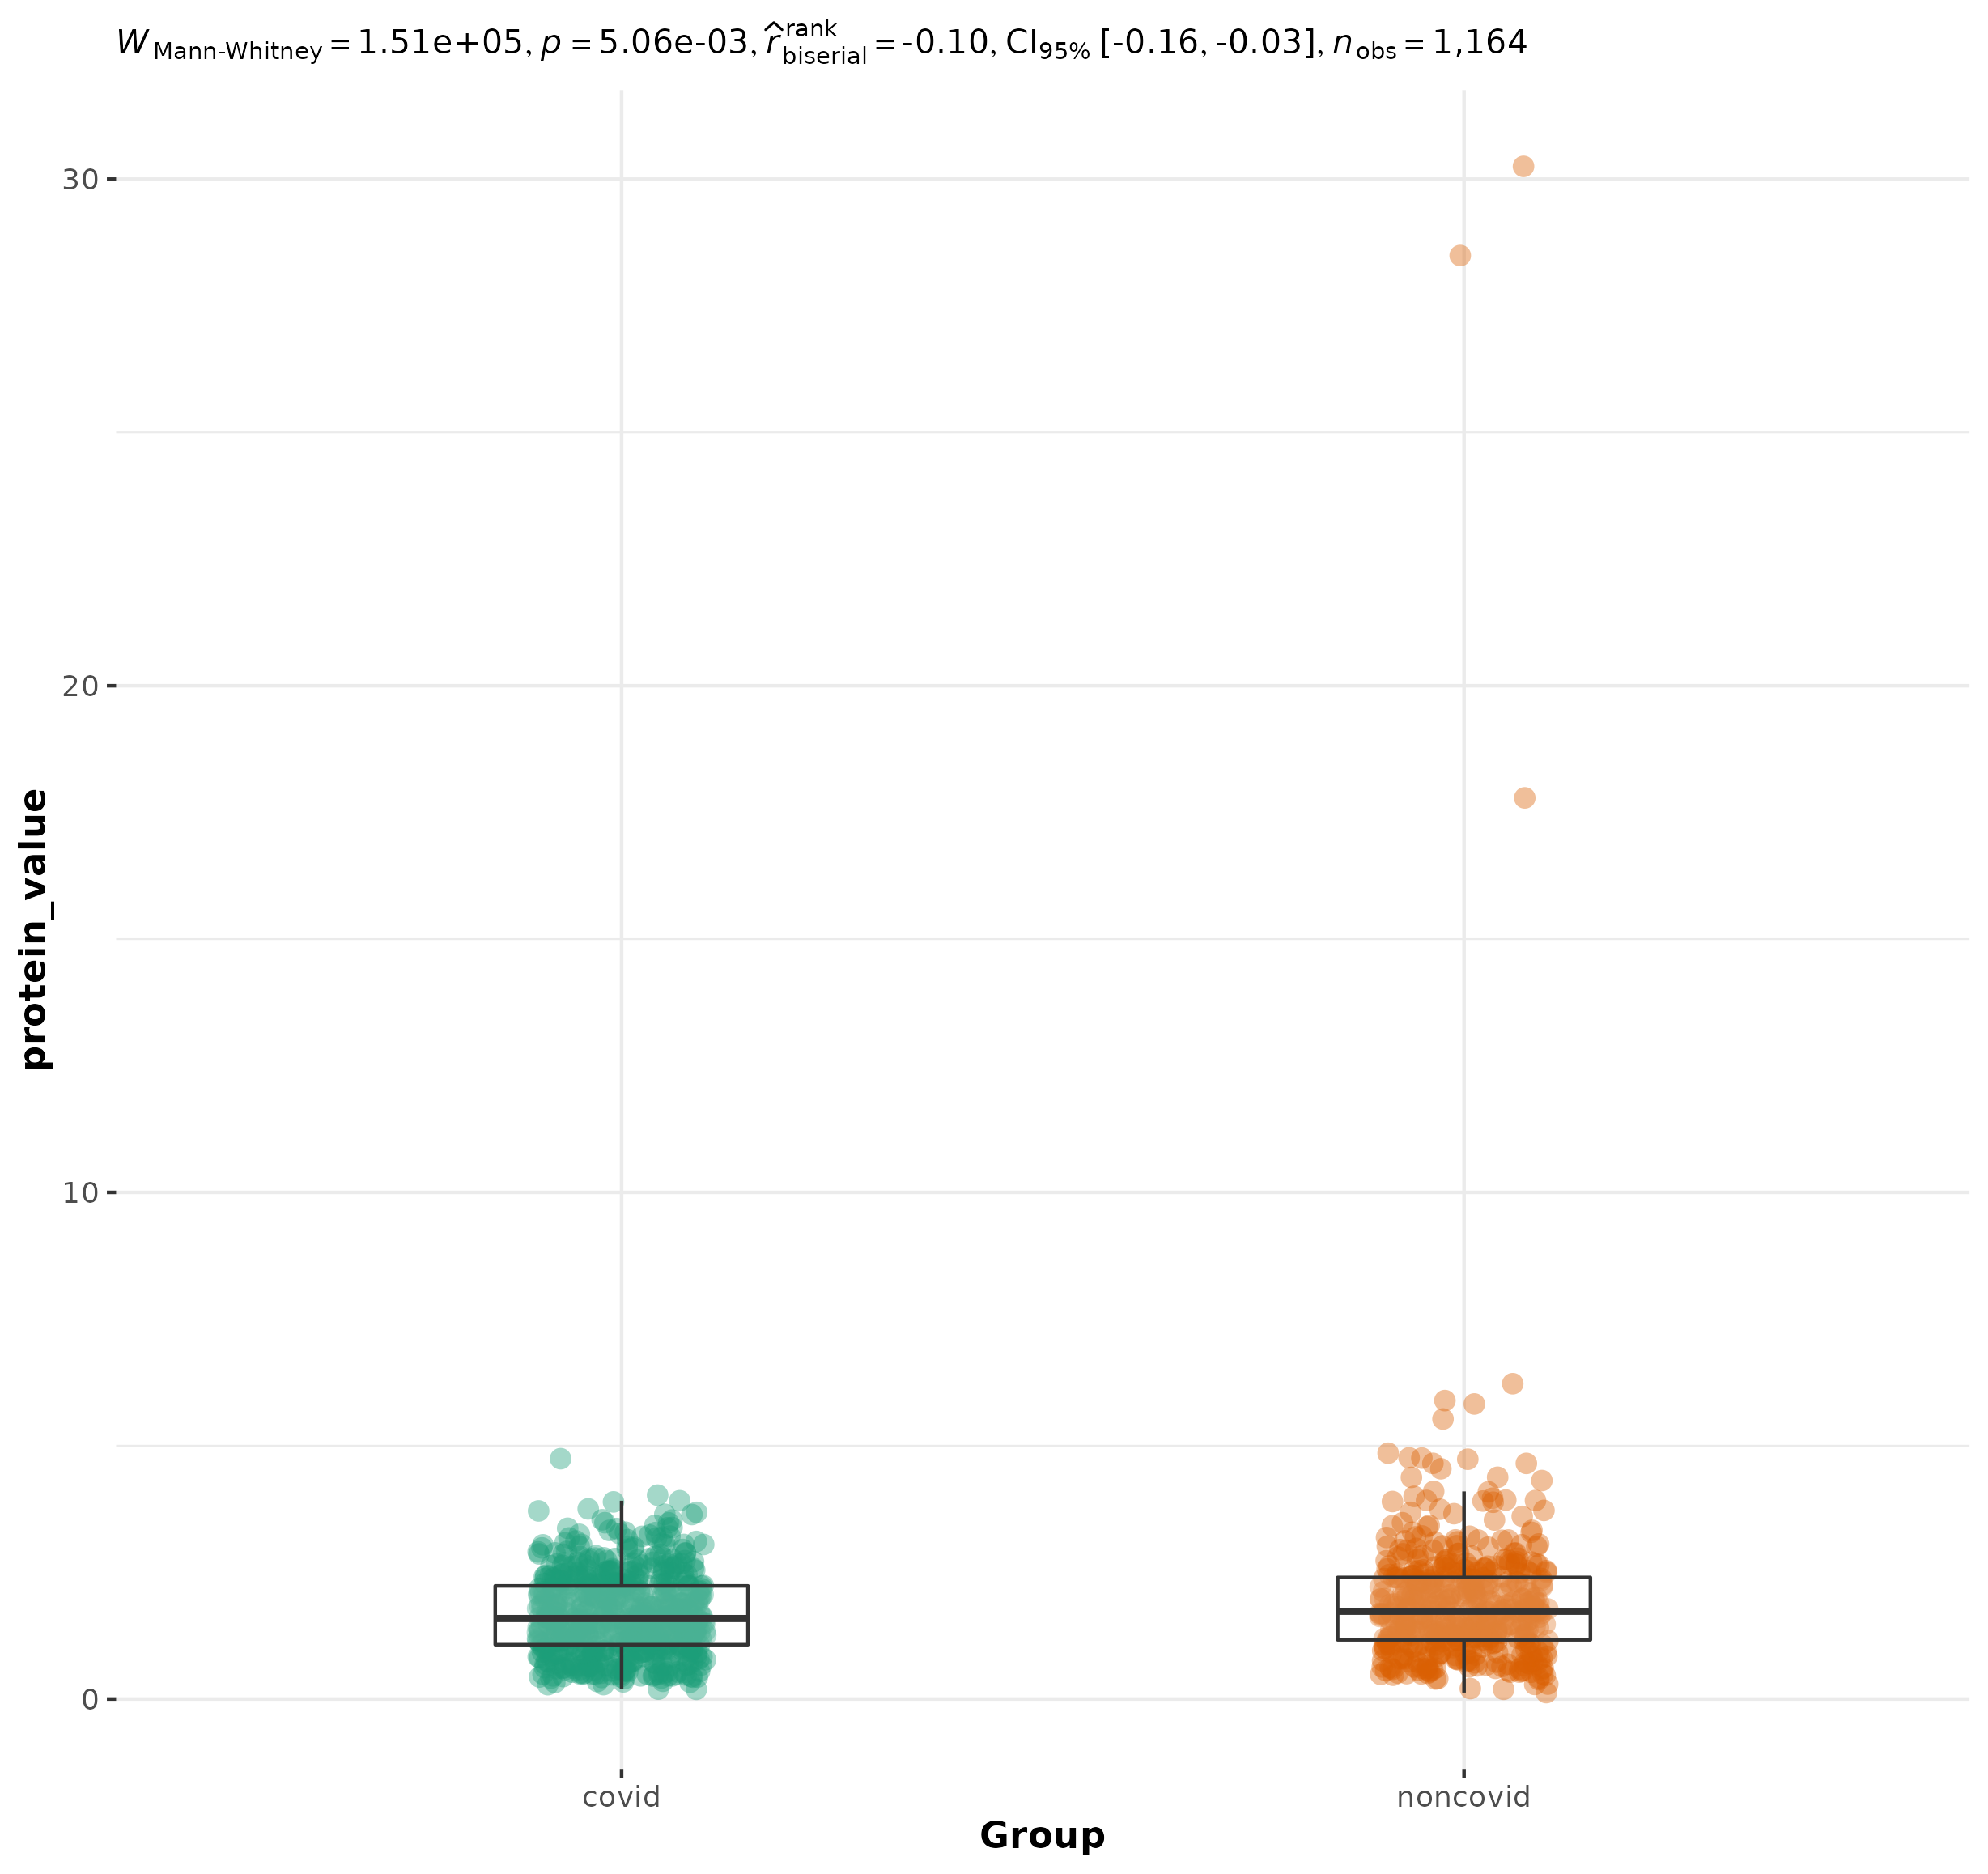 W Mann-Whitney = 1.51e+05, p = 5.06e-03, r̂ rank biserial = -0.10, CI95% [-0.16, -0.03], n obs = 1,164
30
20
10
0
protein_value
covid noncovid
Group